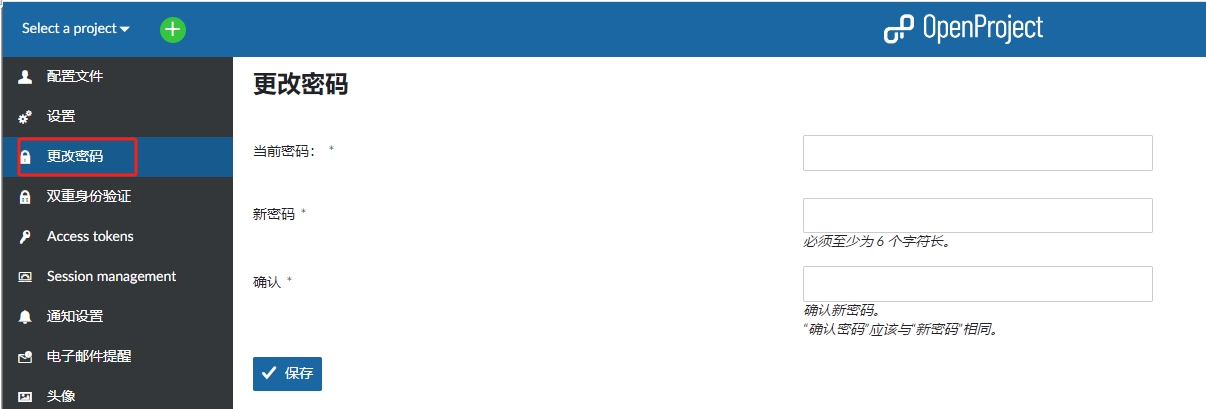 Select a project
OpenProject
配置文件
设置
更改密码
双重身份验证
Access tokens
Session management
通知设置
电子邮件提醒
头像
更改密码
当前密码： *
新密码 *
必须至少为 6 个字符长。
确认 *
确认新密码。
“确认密码”应该与“新密码”相同。
保存